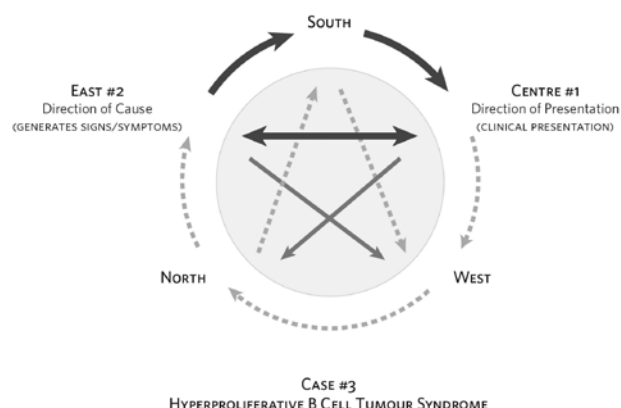 SOUTH
EAST #2
Direction of Cause
(GENERATES SIGNS/SYMPTOMS)
CENTRE #1
Direction of Presentation
(CLINICAL PRESENTATION)
NORTH
WEST
CASE #3
HYPERPROLIFERATIVE B CELL TUMOUR SYNDROME